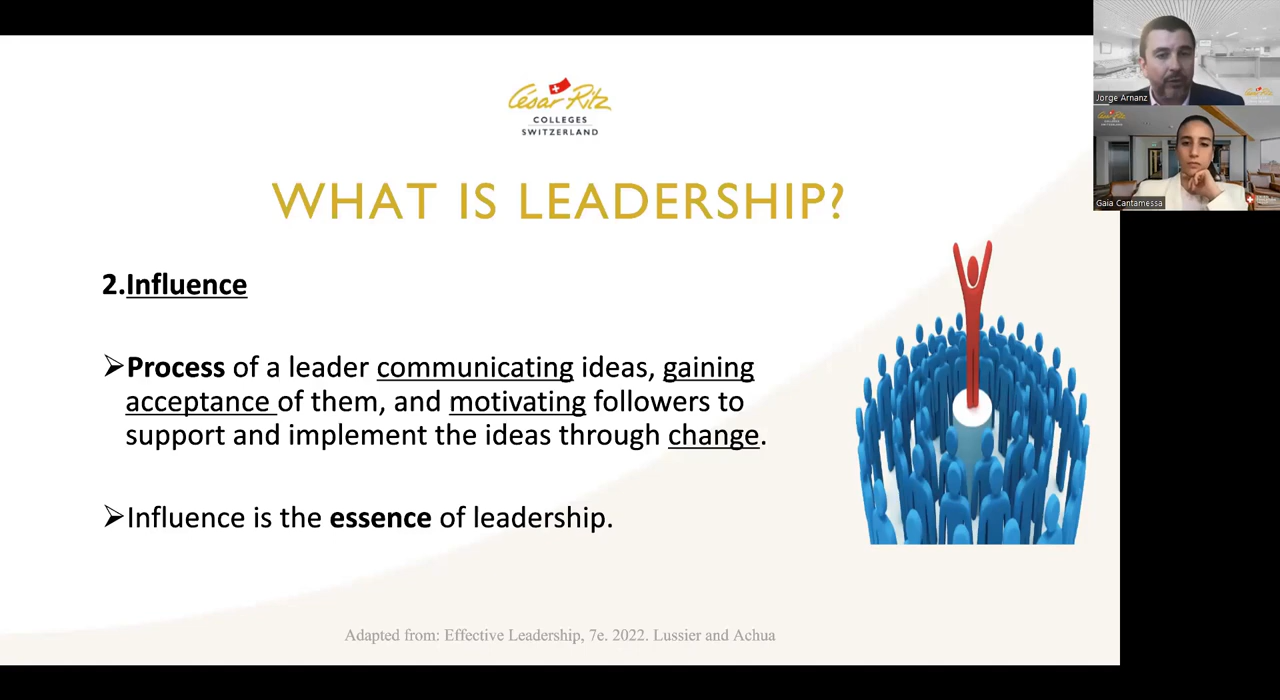 César Ritz
COLLEGES
SWITZERLAND
WHAT IS LEADERSHIP?
2.Influence
➢Process of a leader communicating ideas, gaining
acceptance of them, and motivating followers to
support and implement the ideas through change.
➢Influence is the essence of leadership.
Adapted from: Effective Leadership, 7e. 2022. Lussier and Achua
Jorge Arnanz
Gaia Cantamessa